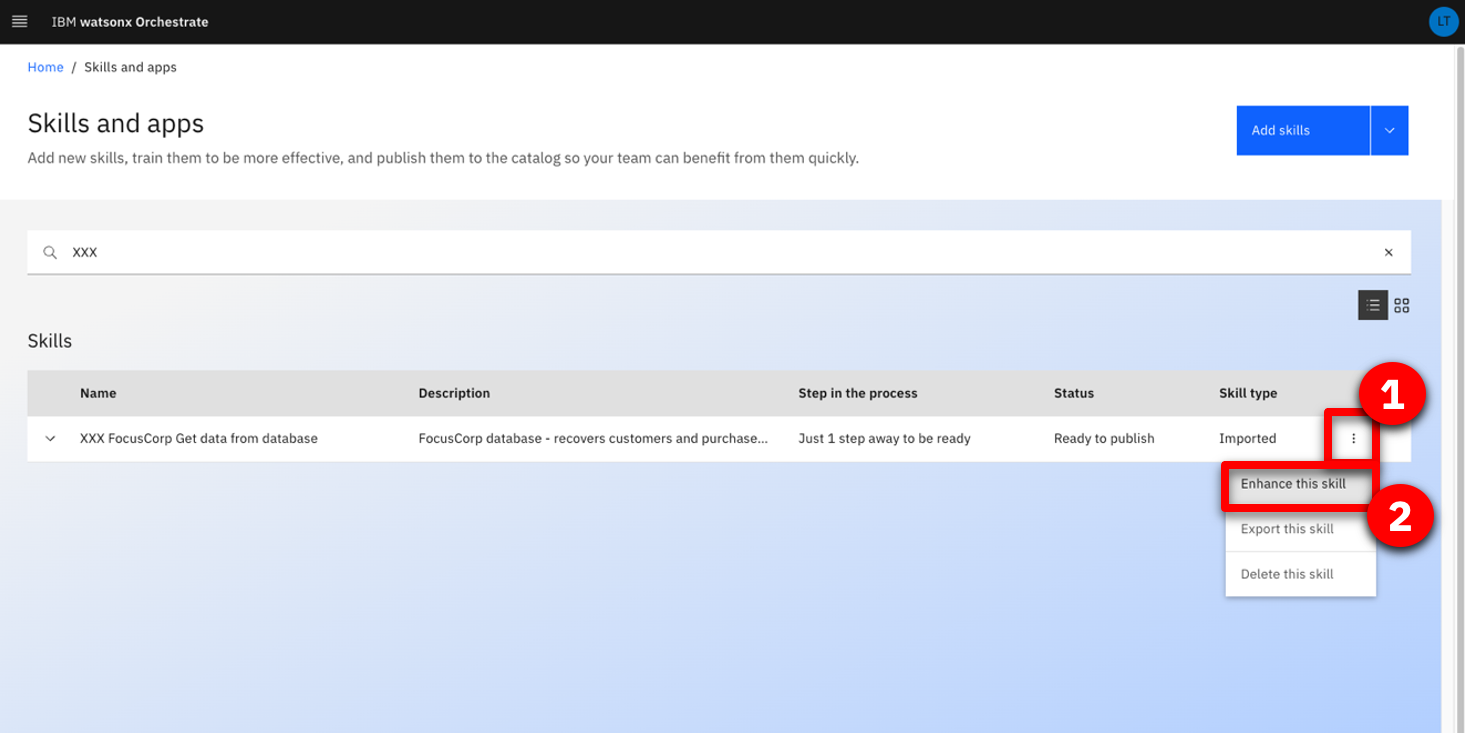 IBM watsonx Orchestrate
LT
Home / Skills and apps
Skills and apps
Add skills
Add new skills, train them to be more effective, and publish them to the catalog so your team can benefit from them quickly.
XXX
Skills
Name Description Step in the process Status Skill type
1
XXX FocusCorp Get data from database FocusCorp database - recovers customers and purchase... Just 1 step away to be ready Ready to publish Imported
Enhance this skill
2
Export this skill
Delete this skill